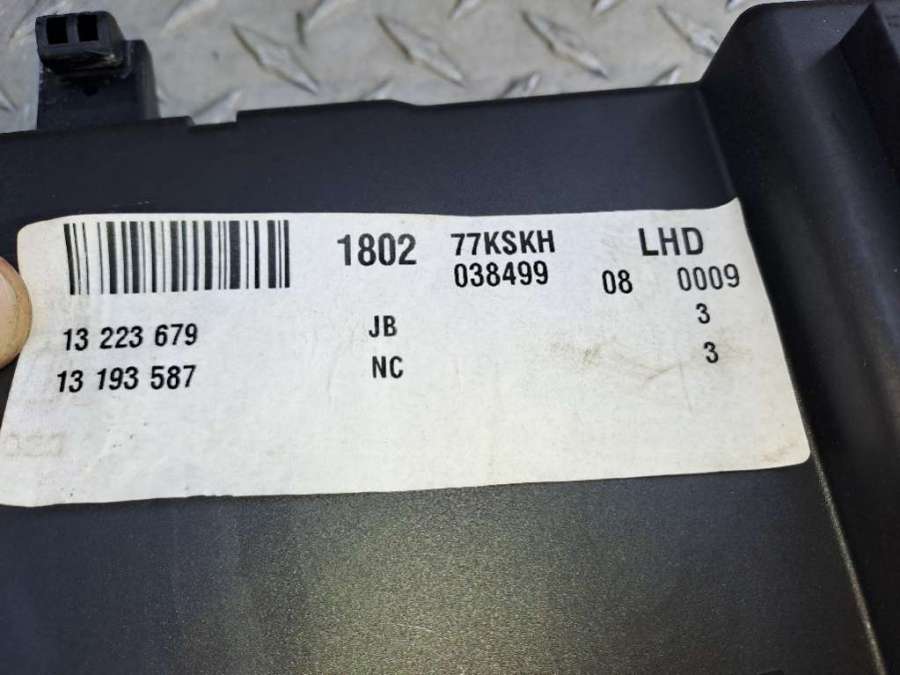 1802 77KSKH LHD
038499 08 0009
13 223 679 JB 3
13 193 587 NC 3